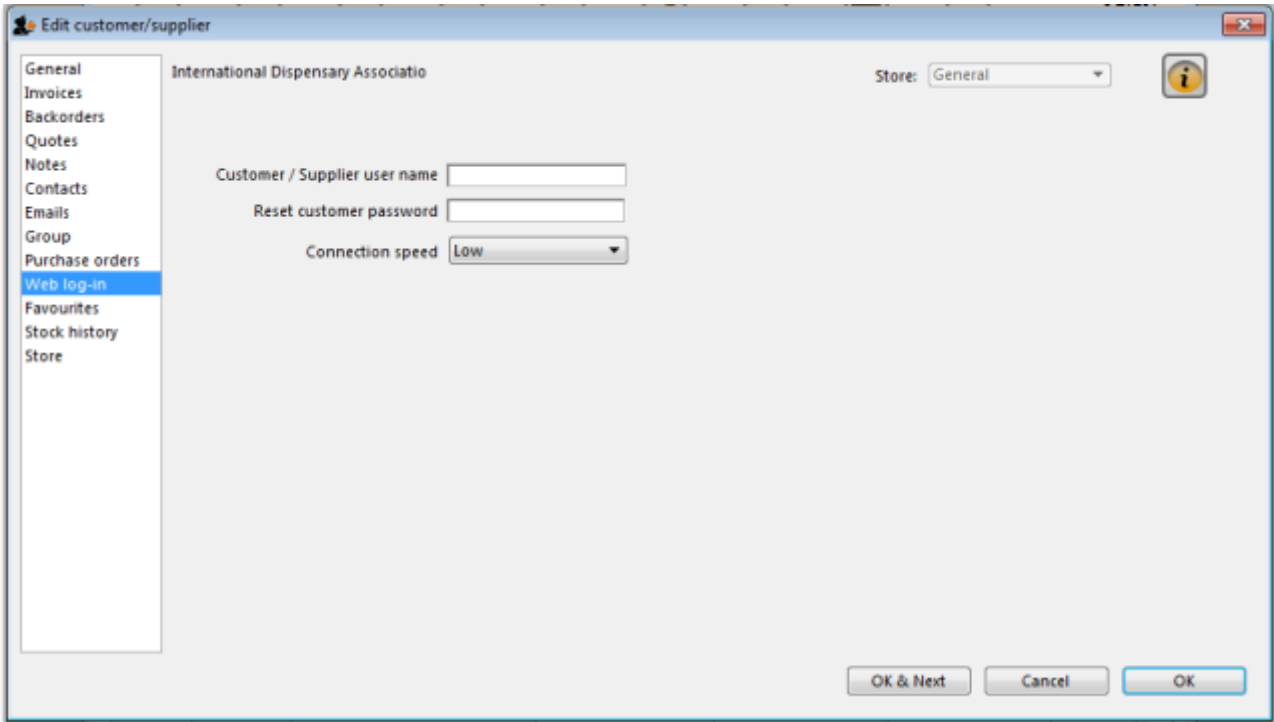 Edit customer/supplier
General
Invoices
Backorders
Quotes
Notes
Contacts
Emails
Group
Purchase orders
Web log-in
Favourites
Stock history
Store
International Dispensary Associatio
Store: General
i
Customer / Supplier user name
Reset customer password
Connection speed Low
OK & Next Cancel OK